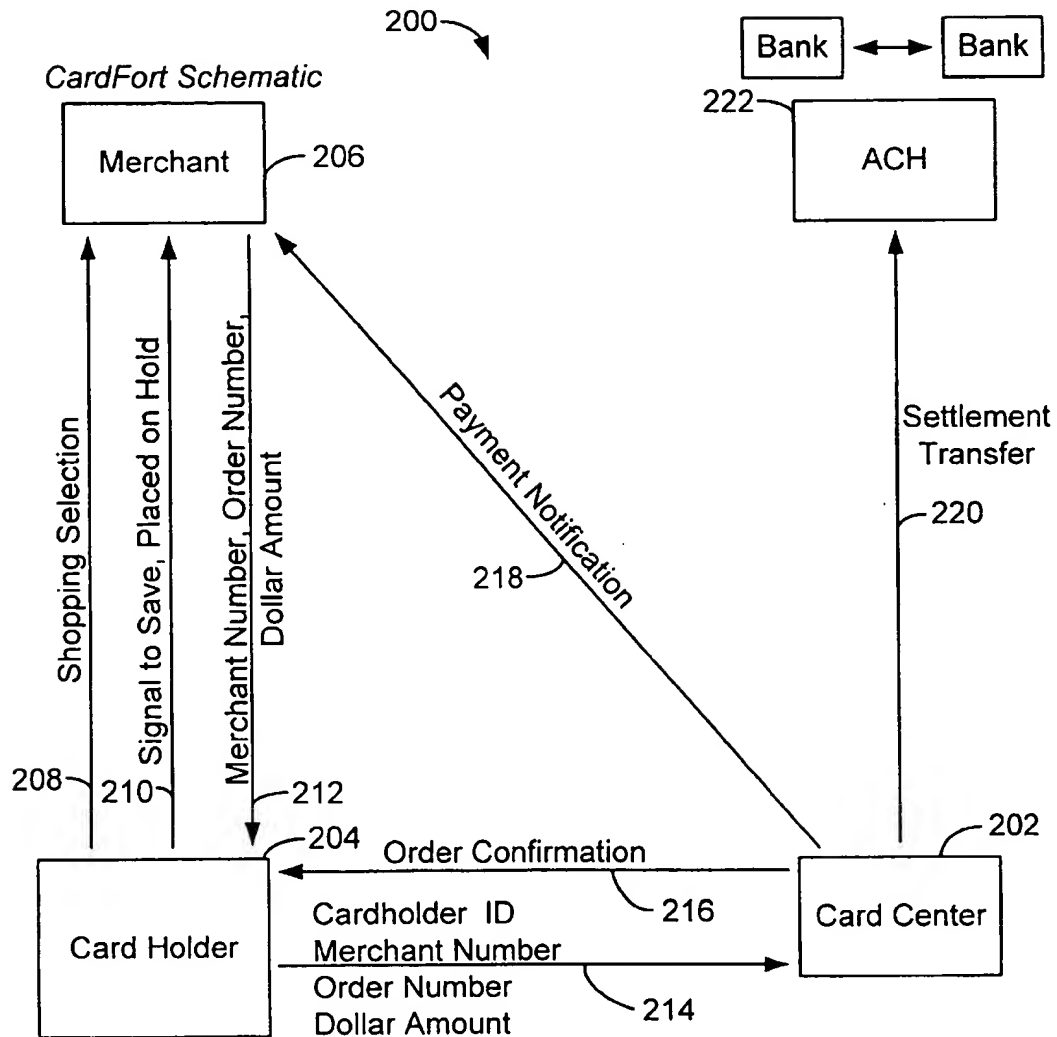 200
Bank
Bank
CardFort Schematic
222
Merchant
206
ACH
Shopping Selection
Signal to Save, Placed on Hold
Merchant Number, Order Number,
Dollar Amount
Payment Notification
218
Settlement
Transfer
220
208
210
212
204
202
Order Confirmation
216
Card Holder
Cardholder ID
Merchant Number
Order Number
Dollar Amount
214
Card Center